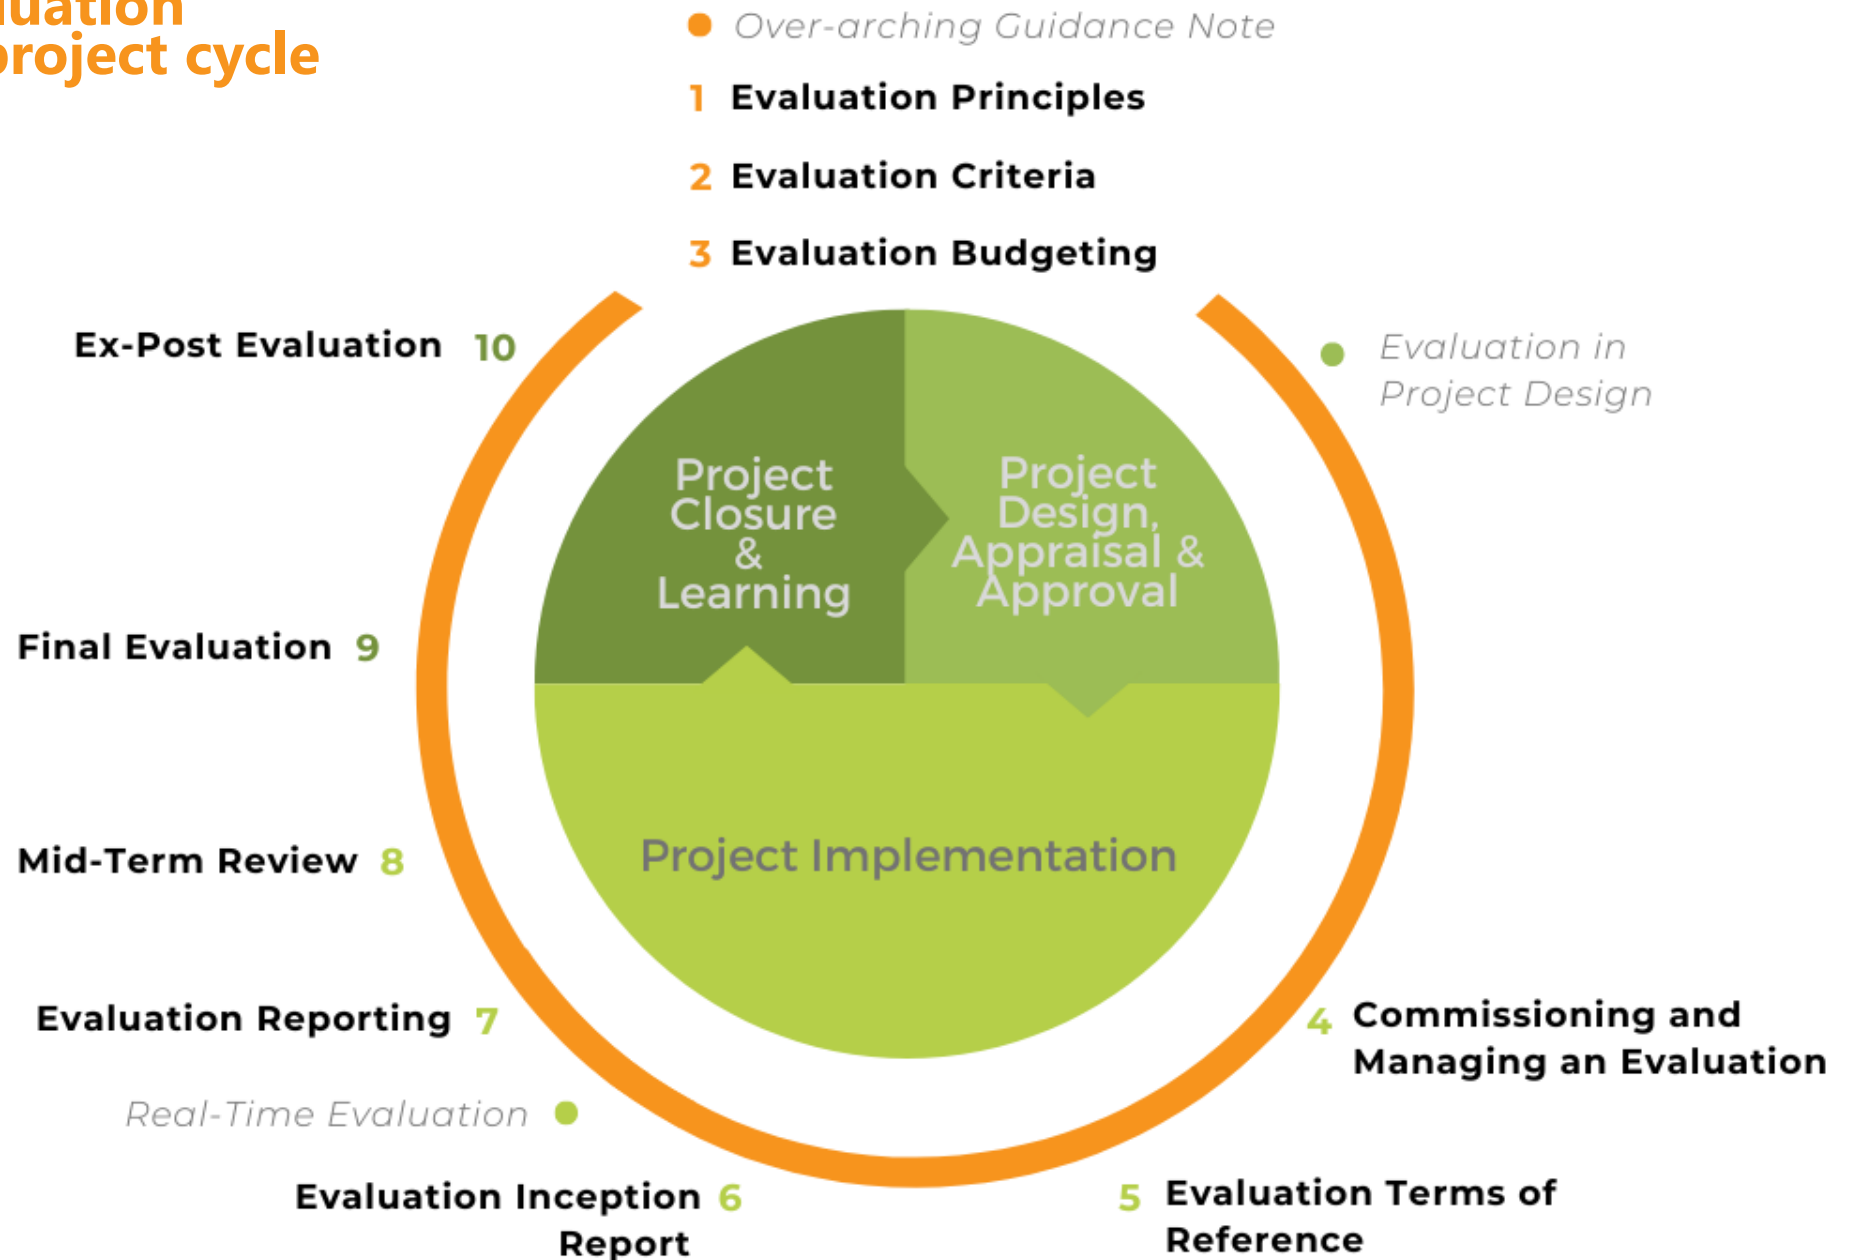 luation
project cycle
Over-arching Guidance Note
1 Evaluation Principles
2 Evaluation Criteria
3 Evaluation Budgeting
Evaluation in
Project Design
4 Commissioning and
Managing an Evaluation
5 Evaluation Terms of
Reference
Evaluation Inception 6
Report
Real-Time Evaluation
Evaluation Reporting 7
Mid-Term Review 8
Final Evaluation 9
Ex-Post Evaluation 10
Project
Closure
&
Learning
Project
Design,
Appraisal &
Approval
Project Implementation